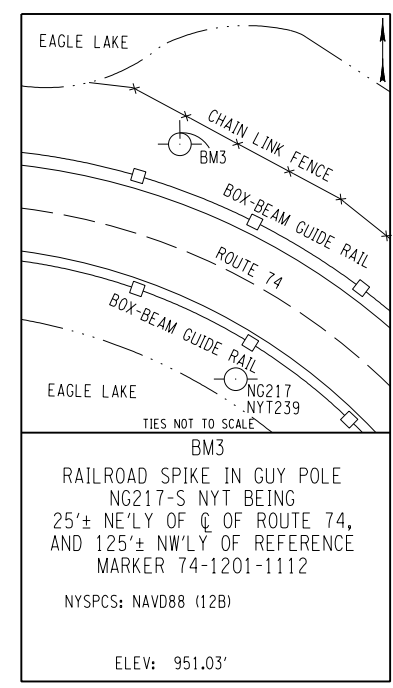 EAGLE LAKE
CHAIN LINK FENCE
BM3
BOX-BEAM GUIDE RAIL
ROUTE 74
BOX-BEAM GUIDE RAIL
EAGLE LAKE
NG217
NYT239
TIES NOT TO SCALE
BM3
RAILROAD SPIKE IN GUY POLE
NG217-S NYT BEING
25'± NE'LY OF ℄ OF ROUTE 74,
AND 125'± NW'LY OF REFERENCE
MARKER 74-1201-1112
NYSPCS: NAVD88 (12B)
ELEV: 951.03'